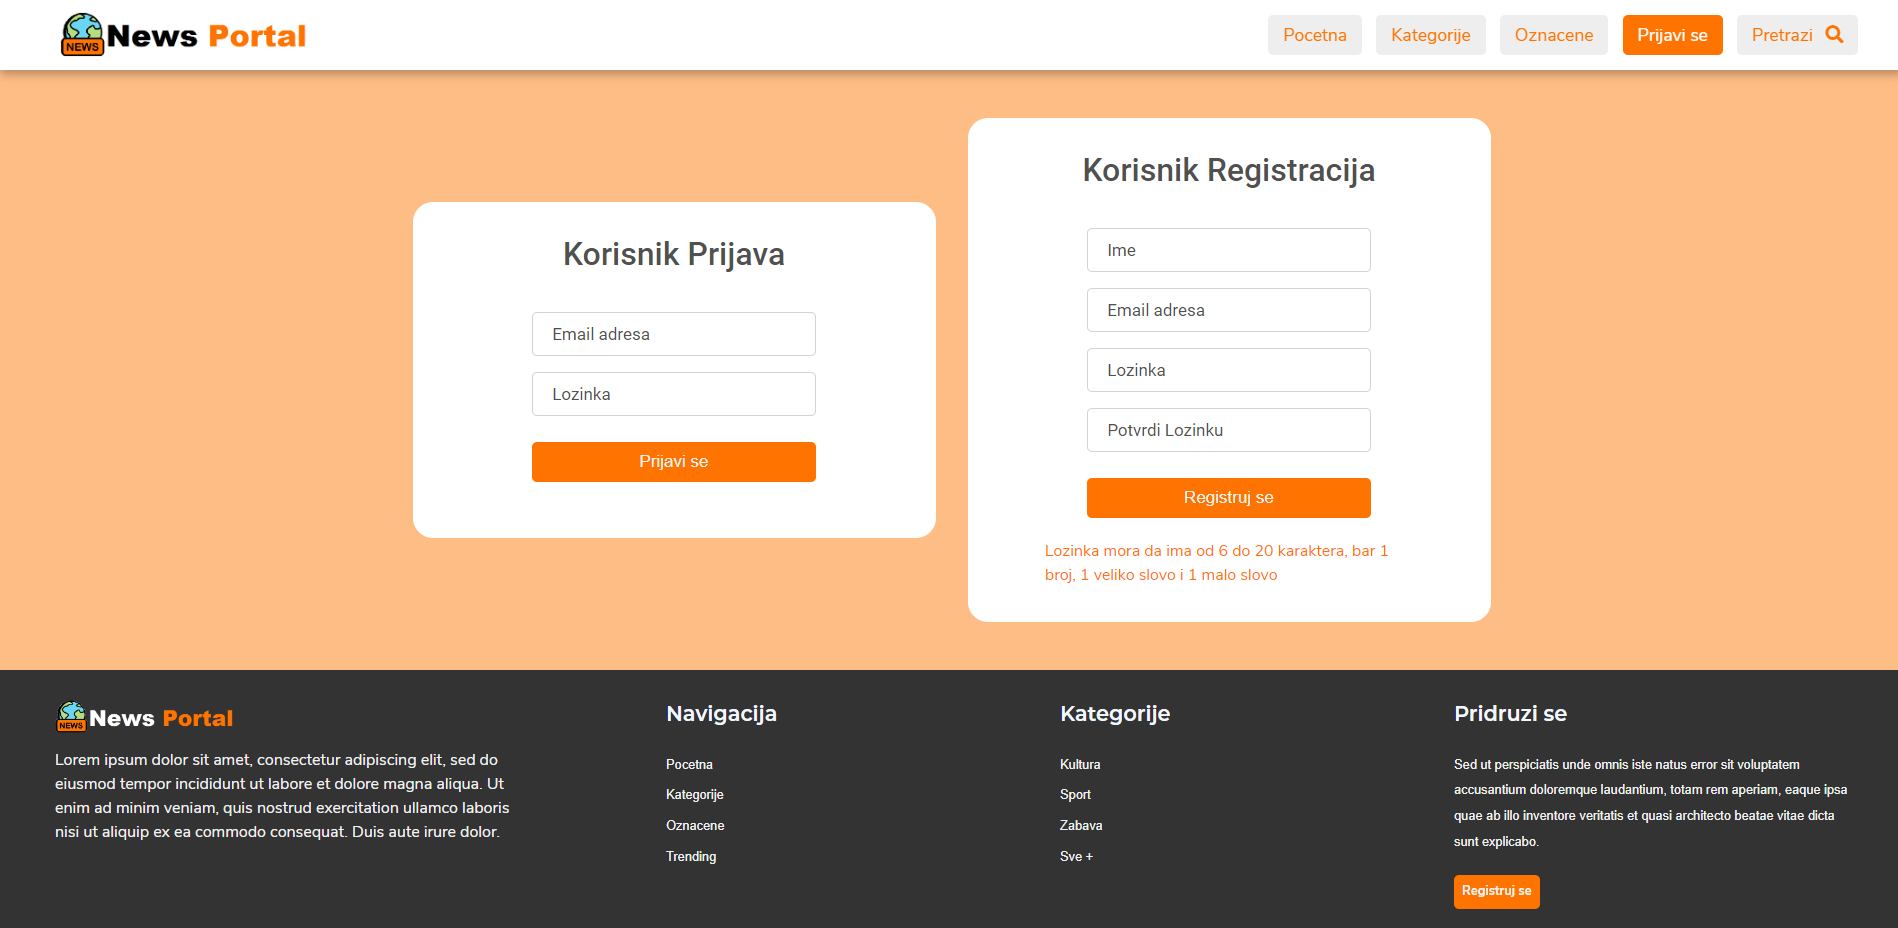 NEWS
News Portal
Pocetna
Kategorije
Oznacene
Prijavi se
Pretrazi
Korisnik Prijava
Email adresa
Lozinka
Prijavi se
Korisnik Registracija
Ime
Email adresa
Lozinka
Potvrdi Lozinku
Registruj se
Lozinka mora da ima od 6 do 20 karaktera, bar 1
broj, 1 veliko slovo i 1 malo slovo
NEWS
News Portal
Lorem ipsum dolor sit amet, consectetur adipiscing elit, sed do
eiusmod tempor incididunt ut labore et dolore magna aliqua. Ut
enim ad minim veniam, quis nostrud exercitation ullamco laboris
nisi ut aliquip ex ea commodo consequat. Duis aute irure dolor.
Navigacija
Pocetna
Kategorije
Oznacene
Trending
Kategorije
Kultura
Sport
Zabava
Sve +
Pridruzi se
Sed ut perspiciatis unde omnis iste natus error sit voluptatem
accusantium doloremque laudantium, totam rem aperiam, eaque ipsa
quae ab illo inventore veritatis et quasi architecto beatae vitae dicta
sunt explicabo.
Registruj se